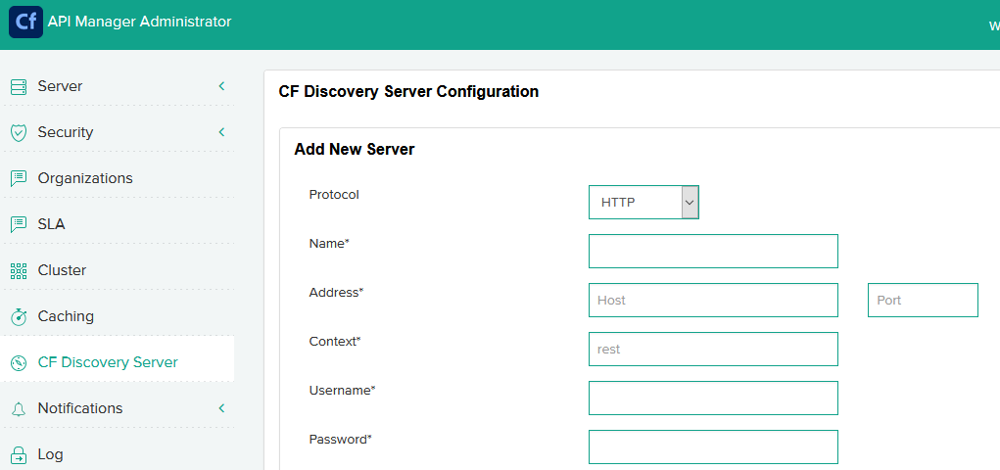 Cf API Manager Administrator
W
Server
Security
Organizations
SLA
Cluster
Caching
CF Discovery Server
Notifications
Log
CF Discovery Server Configuration
Add New Server
Protocol HTTP
Name*
Address* Host Port
Context* rest
Username*
Password*